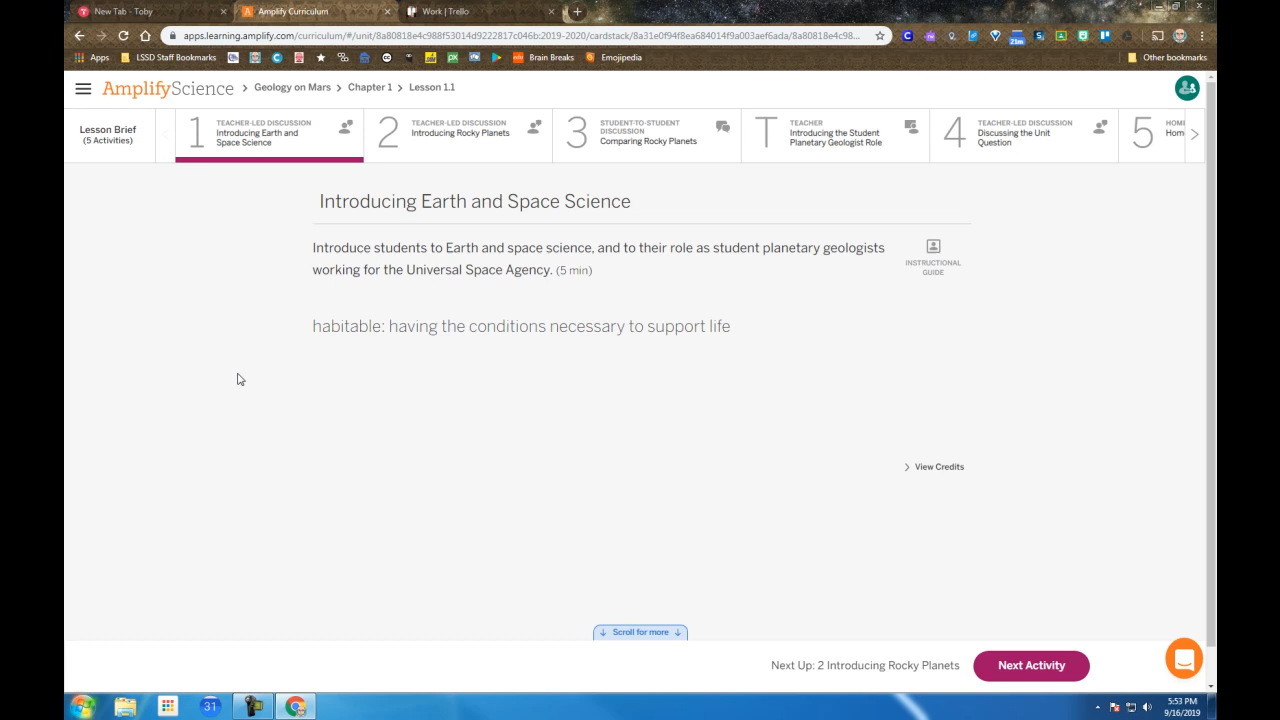 New Tab - Toby
Amplify Curriculum
Work | Trello
apps.learning.amplify.com/curriculum/#/unit/8a80818e4c988f53014d9222817c046b:2019-2020/cardstack/8a31e0f94f8ea684014f9a003aef6ada/8a80818e4c98...
Apps
LSSD Staff Bookmarks
Brain Breaks
Emojipedia
Other bookmarks
AmplifyScience > Geology on Mars > Chapter 1 > Lesson 1.1
Lesson Brief
(5 Activities)
1
TEACHER-LED DISCUSSION
Introducing Earth and
Space Science
2
TEACHER-LED DISCUSSION
Introducing Rocky Planets
3
STUDENT-TO-STUDENT
DISCUSSION
Comparing Rocky Planets
T
TEACHER
Introducing the Student
Planetary Geologist Role
4
TEACHER-LED DISCUSSION
Discussing the Unit
Question
5
HOME
Hom
Introducing Earth and Space Science
Introduce students to Earth and space science, and to their role as student planetary geologists
working for the Universal Space Agency. (5 min)
INSTRUCTIONAL
GUIDE
habitable: having the conditions necessary to support life
View Credits
Scroll for more
Next Up: 2 Introducing Rocky Planets
Next Activity
31
5:53 PM
9/16/2019